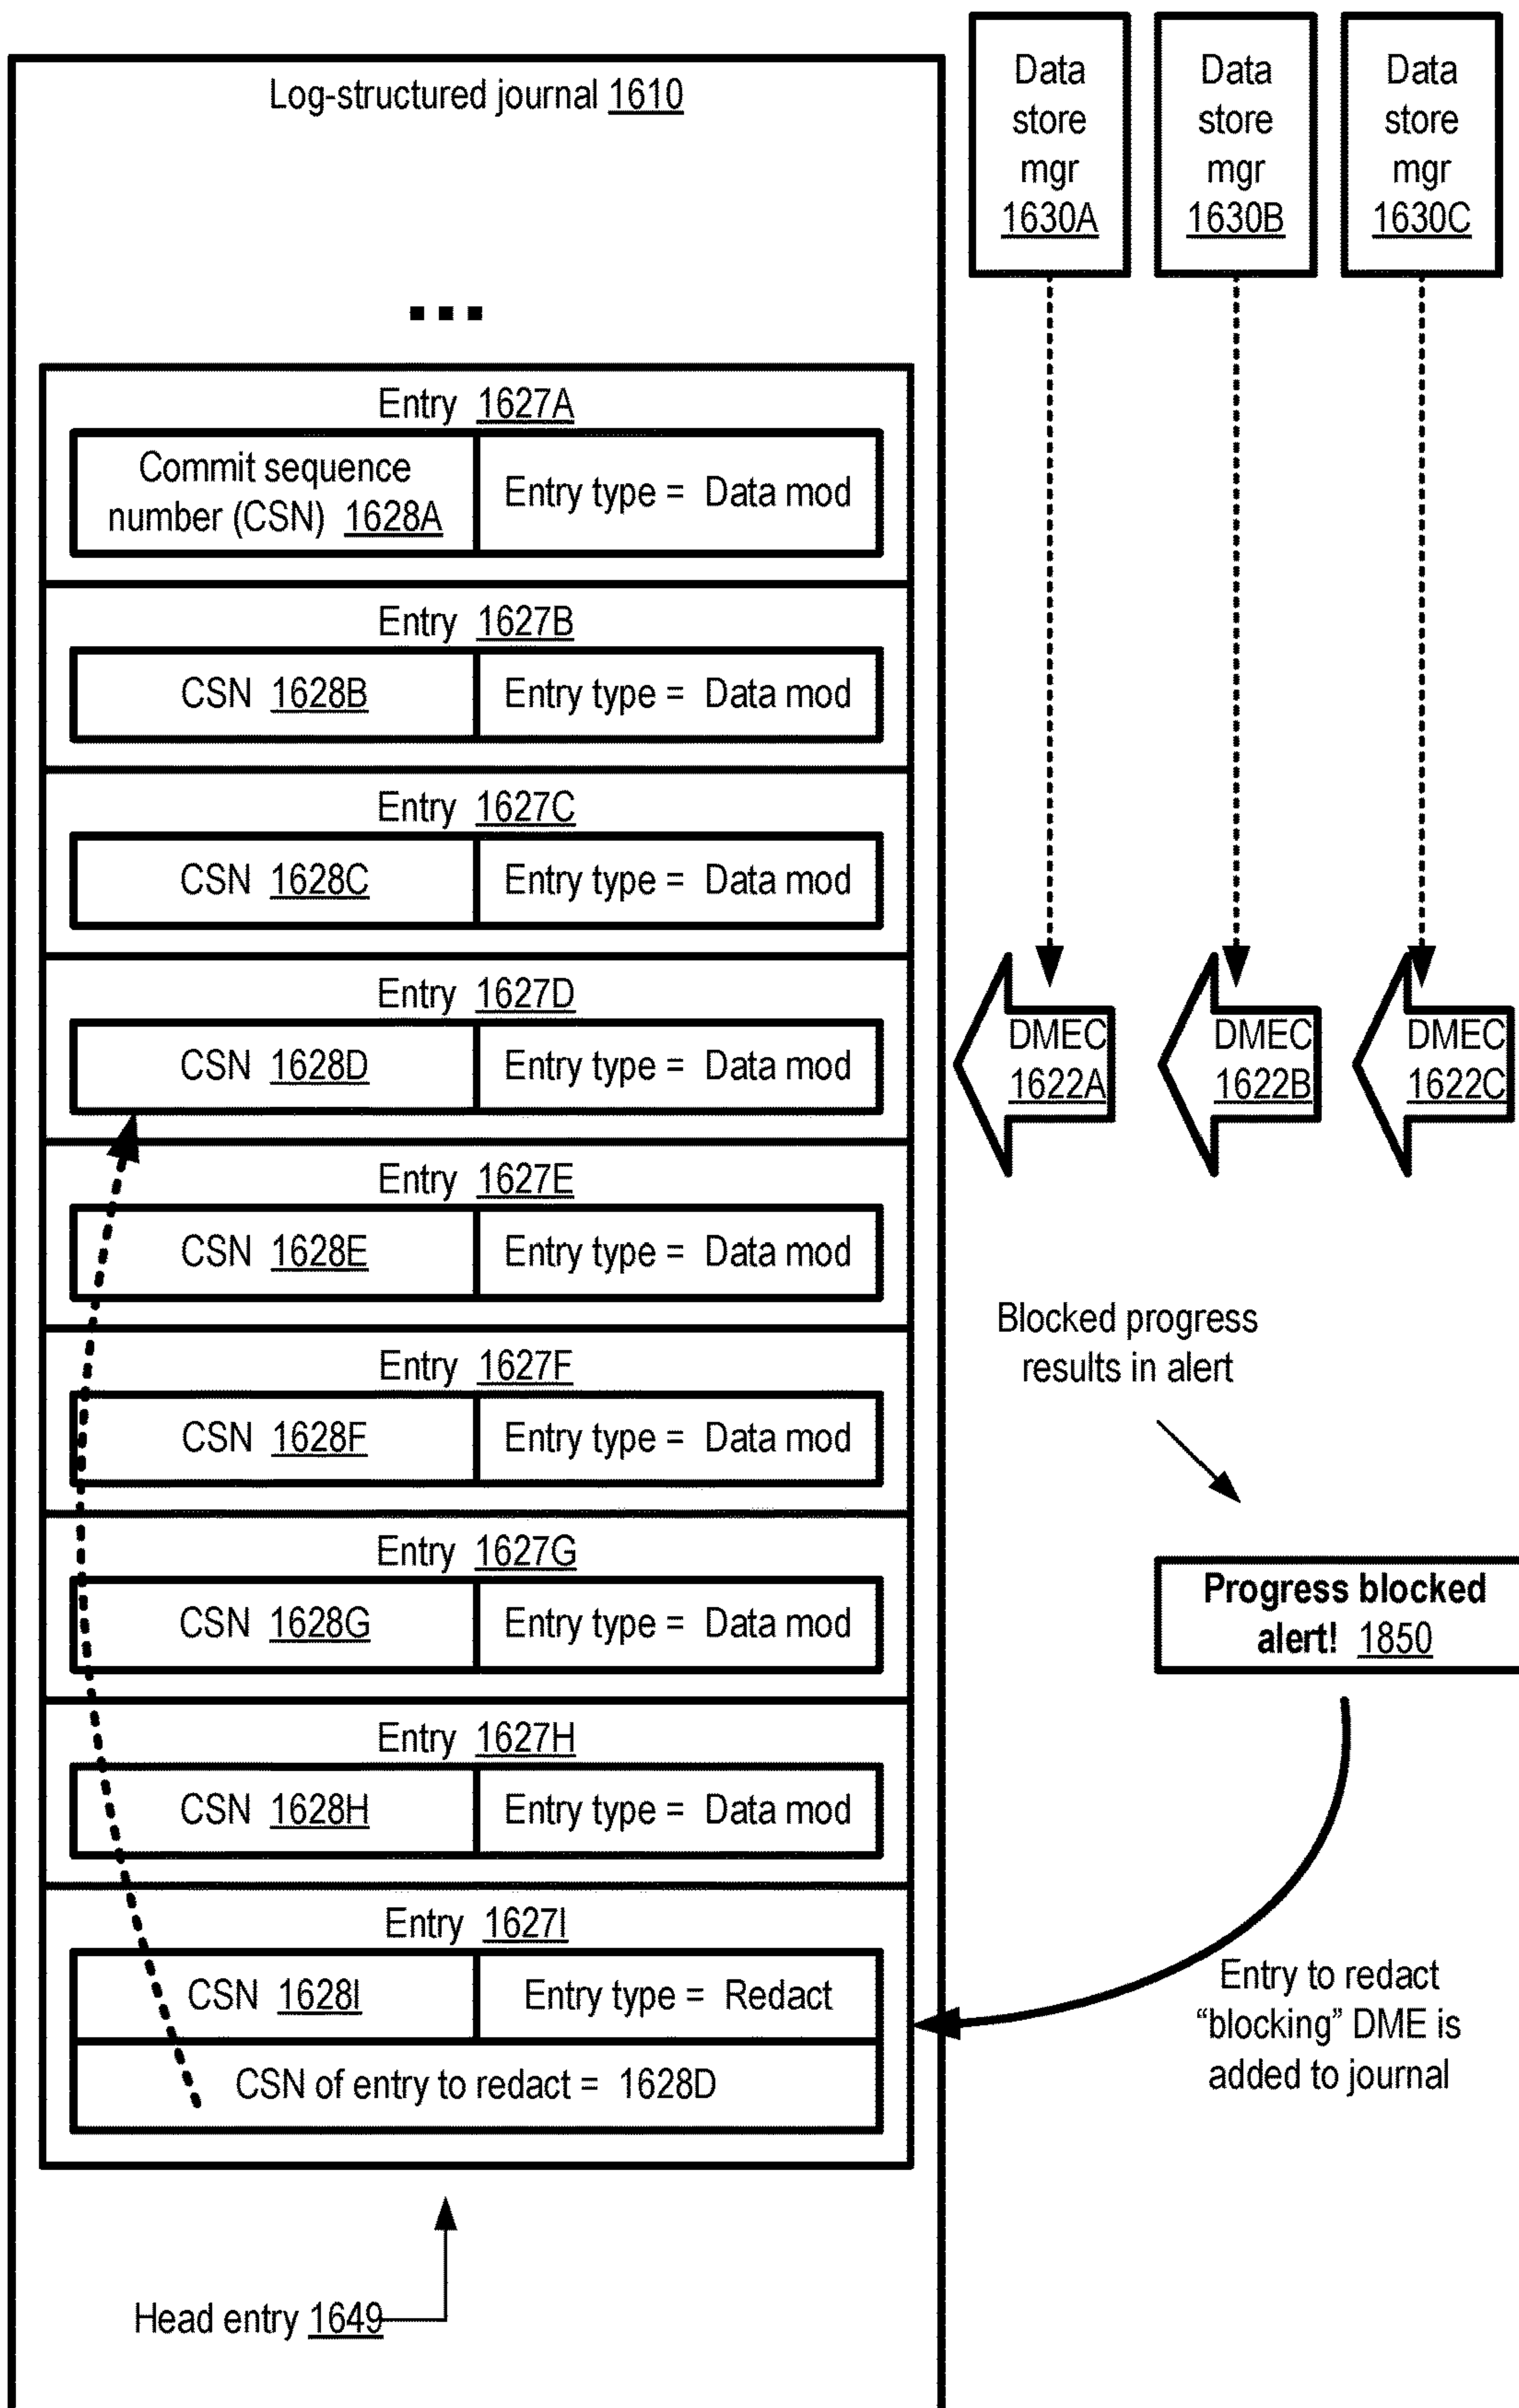 Log-structured journal 1610
Data
store
mgr
1630A
Data
store
mgr
1630B
Data
store
mgr
1630C
...
Entry 1627A
Commit sequence
number (CSN) 1628A
Entry type = Data mod
Entry 1627B
CSN 1628B
Entry type = Data mod
Entry 1627C
CSN 1628C
Entry type = Data mod
Entry 1627D
CSN 1628D
Entry type = Data mod
DMEC
1622A
DMEC
1622B
DMEC
1622C
Entry 1627E
CSN 1628E
Entry type = Data mod
Blocked progress
results in alert
Entry 1627F
CSN 1628F
Entry type = Data mod
Entry 1627G
CSN 1628G
Entry type = Data mod
Progress blocked
alert! 1850
Entry 1627H
CSN 1628H
Entry type = Data mod
Entry 1627I
CSN 1628I
Entry type = Redact
CSN of entry to redact = 1628D
Entry to redact
“blocking” DME is
added to journal
Head entry 1649